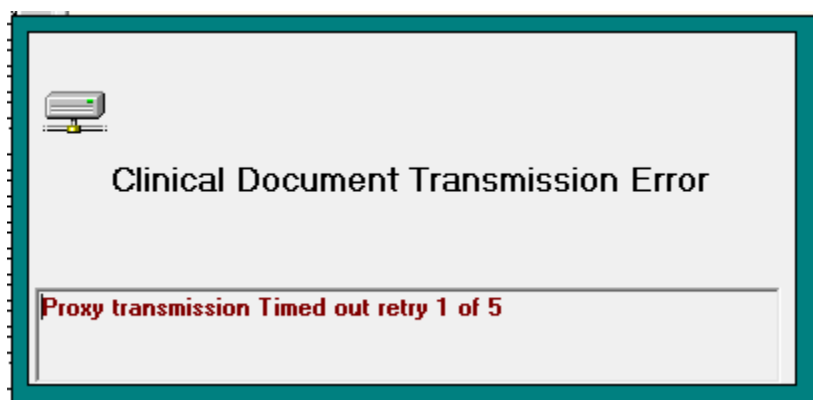 Clinical Document Transmission Error
Proxy transmission Timed out retry 1 of 5